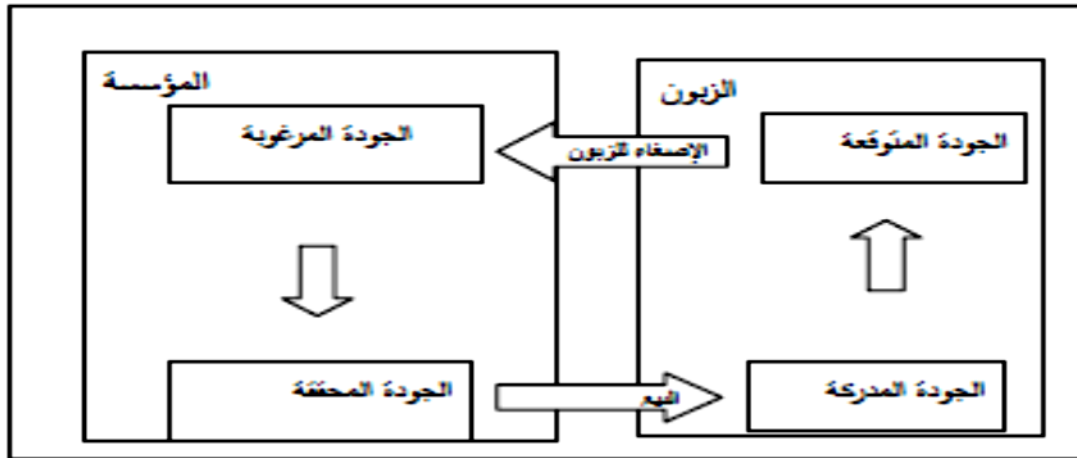 الزبون
المؤسسة
الجودة المتوقعة
الإصغاء للزبون
الجودة المرغوبة
الجودة المدركة
البيع
الجودة المحققة